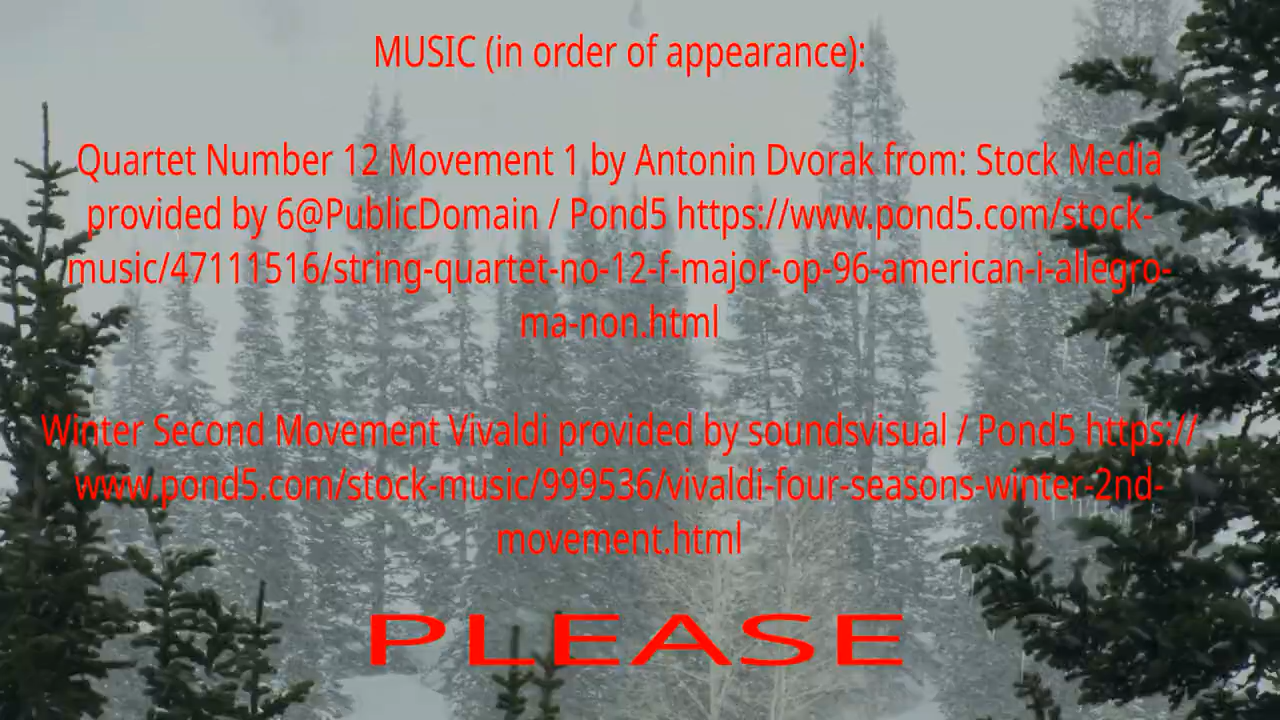 MUSIC (in order of appearance):
Quartet Number 12 Movement 1 by Antonin Dvorak from: Stock Media
provided by 6@PublicDomain / Pond5 https://www.pond5.com/stock-
music/47111516/string-quartet-no-12-f-major-op-96-american-i-allegro-
ma-non.html
Winter Second Movement Vivaldi provided by soundsvisual / Pond5 https://
www.pond5.com/stock-music/999536/vivaldi-four-seasons-winter-2nd-
movement.html
PLEASE